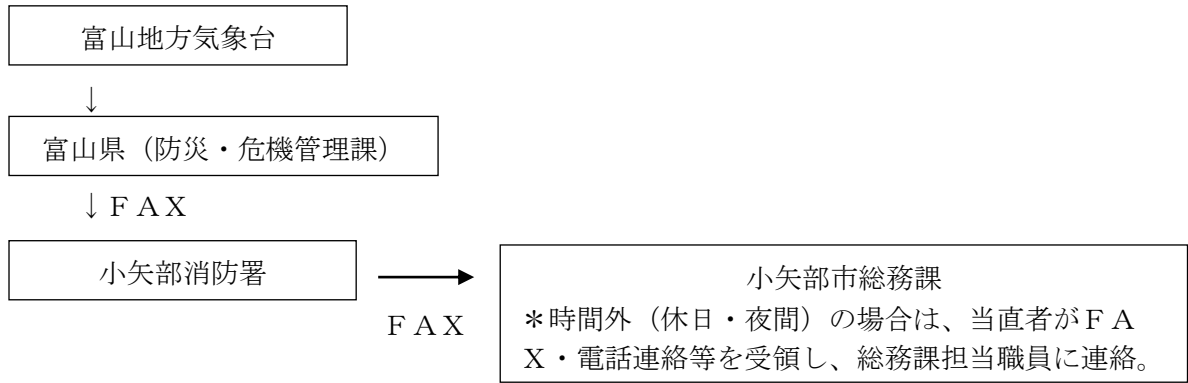 富山地方気象台
↓
富山県（防災・危機管理課）
↓ＦＡＸ
小矢部消防署
ＦＡＸ
小矢部市総務課
＊時間外（休日・夜間）の場合は、当直者がＦＡ
Ｘ・電話連絡等を受領し、総務課担当職員に連絡。